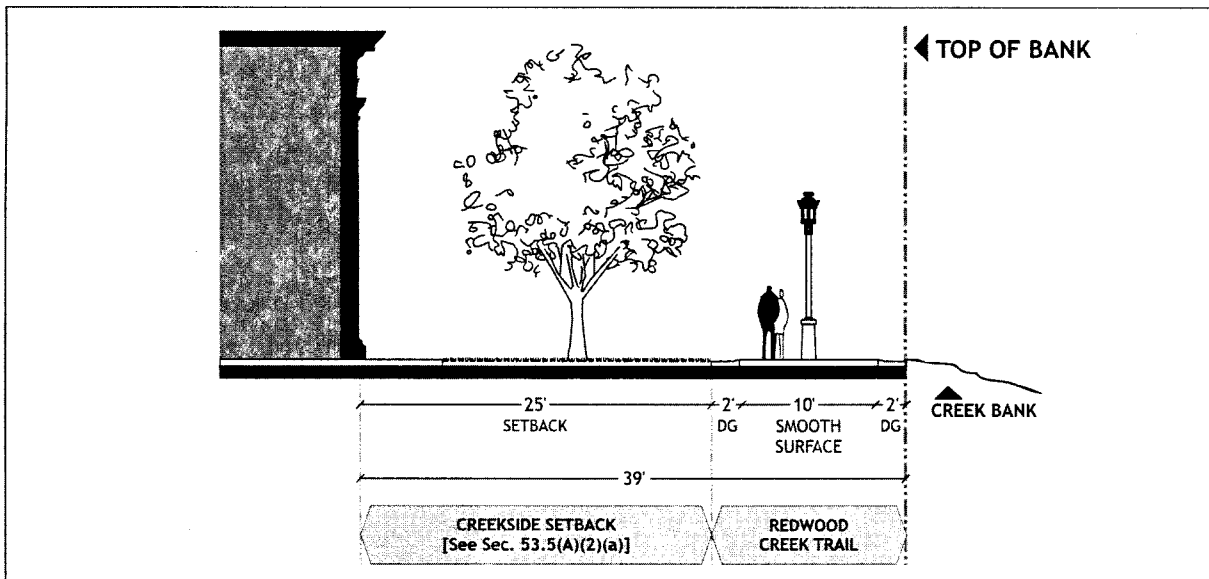 TOP OF BANK
25'
2'
10'
2'
SETBACK
DG
SMOOTH
SURFACE
DG
CREEK BANK
39'
CREEKSIDE SETBACK
[See Sec. 53.5(A)(2)(a)]
REDWOOD
CREEK TRAIL